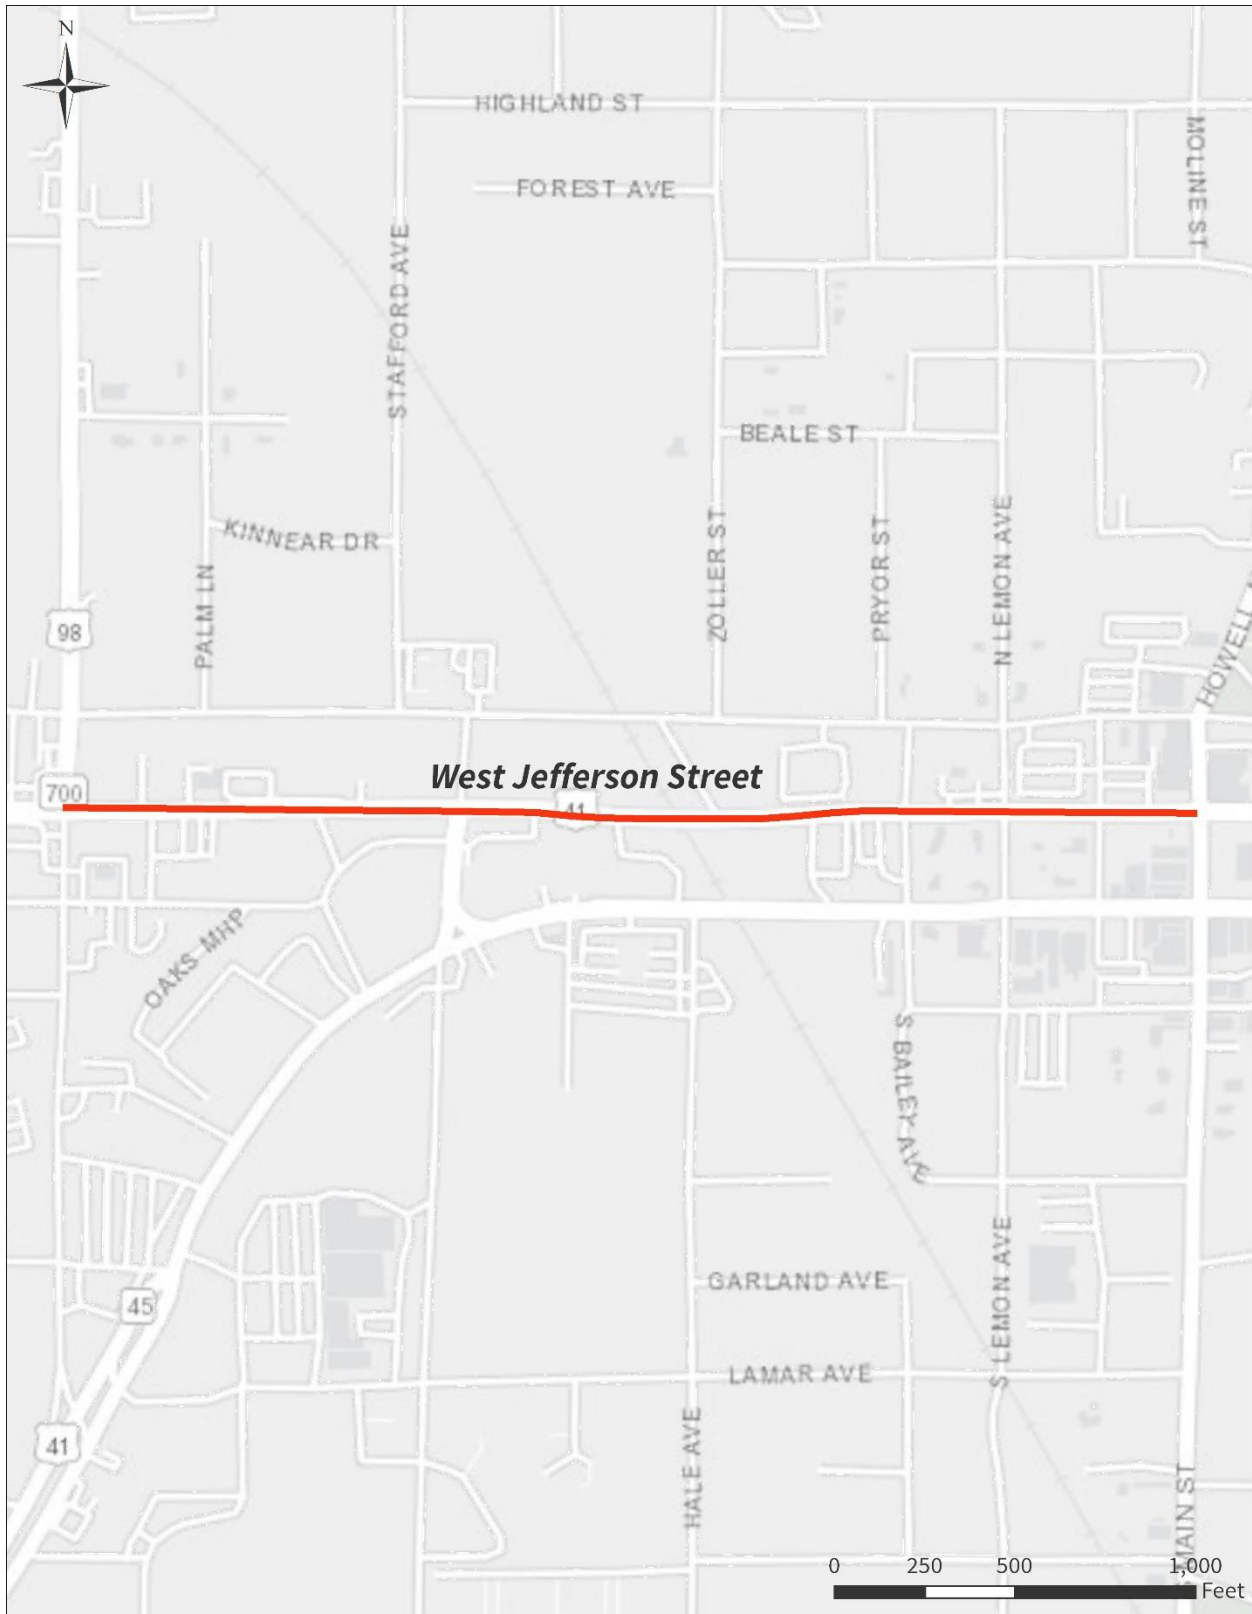 N
HIGHLAND ST
MOLINE ST
FOREST AVE
STAFFORD AVE
BEALE ST
KINNEAR DR
ZOLLER ST
PRYOR ST
N LEMON AVE
PALM LN
98
HOWELL
West Jefferson Street
700
41
OAKS MHP
S BAILEY AVE
S LEMON AVE
GARLAND AVE
45
LAMAR AVE
41
HALE AVE
MAIN ST
0 250 500 1,000
Feet